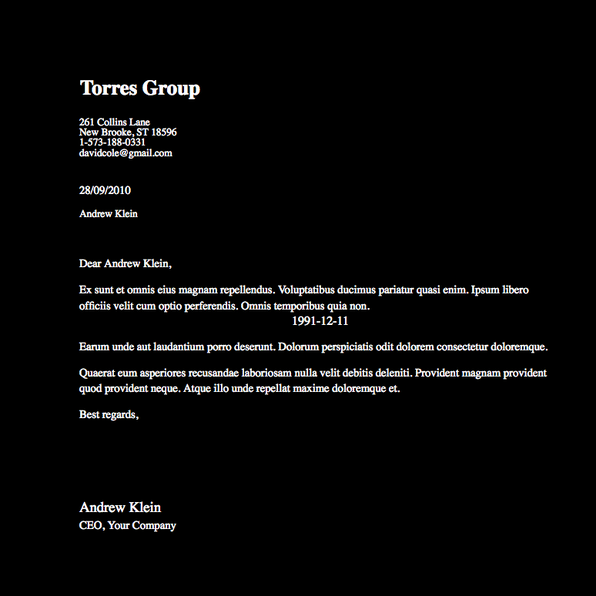 Torres Group
261 Collins Lane
New Brooke, ST 18596
1-573-188-0331
davidcole@gmail.com
28/09/2010
Andrew Klein
Dear Andrew Klein,
Ex sunt et omnis eius magnam repellendus. Voluptatibus ducimus pariatur quasi enim. Ipsum libero
officiis velit cum optio perferendis. Omnis temporibus quia non.
1991-12-11
Earum unde aut laudantium porro deserunt. Dolorum perspiciatis odit dolorem consectetur doloremque.
Quaerat eum asperiores recusandae laboriosam nulla velit debitis deleniti. Provident magnam provident
quod provident neque. Atque illo unde repellat maxime doloremque et.
Best regards,
Andrew Klein
CEO, Your Company